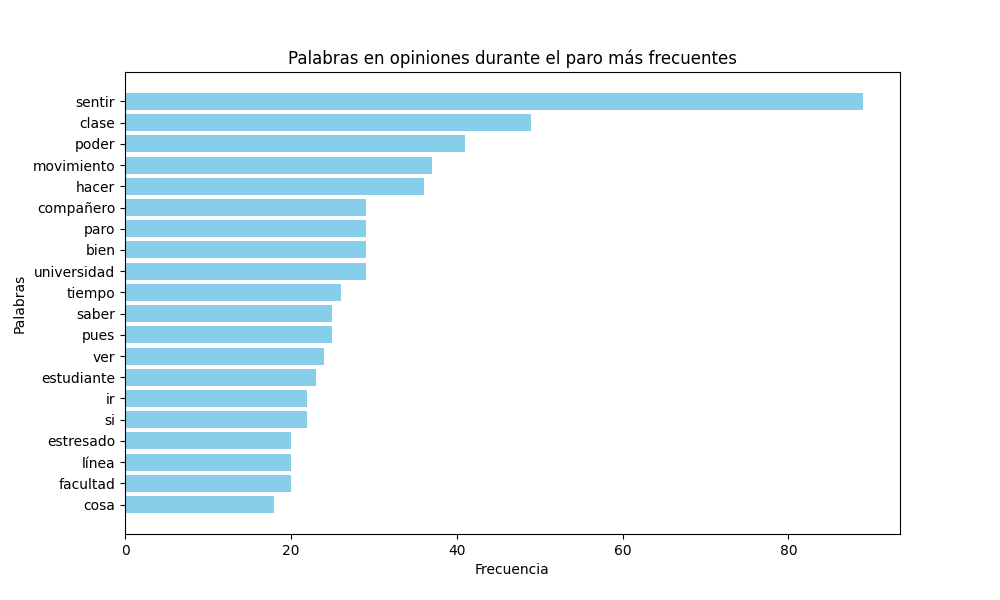 Palabras en opiniones durante el paro más frecuentes
sentir
clase
poder
movimiento
hacer
compañero
paro
bien
universidad
tiempo
saber
pues
ver
estudiante
ir
si
estresado
línea
facultad
cosa
Palabras
0 20 40 60 80
Frecuencia